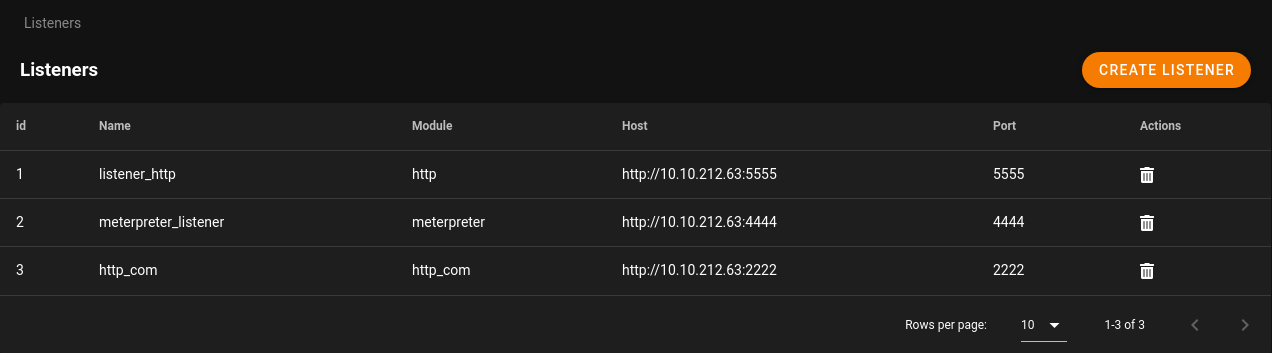 Listeners
Listeners CREATE LISTENER
id Name Module Host Port Actions
1 listener_http http http://10.10.212.63:5555 5555
2 meterpreter_listener meterpreter http://10.10.212.63:4444 4444
3 http_com http_com http://10.10.212.63:2222 2222
Rows per page: 10 1-3 of 3